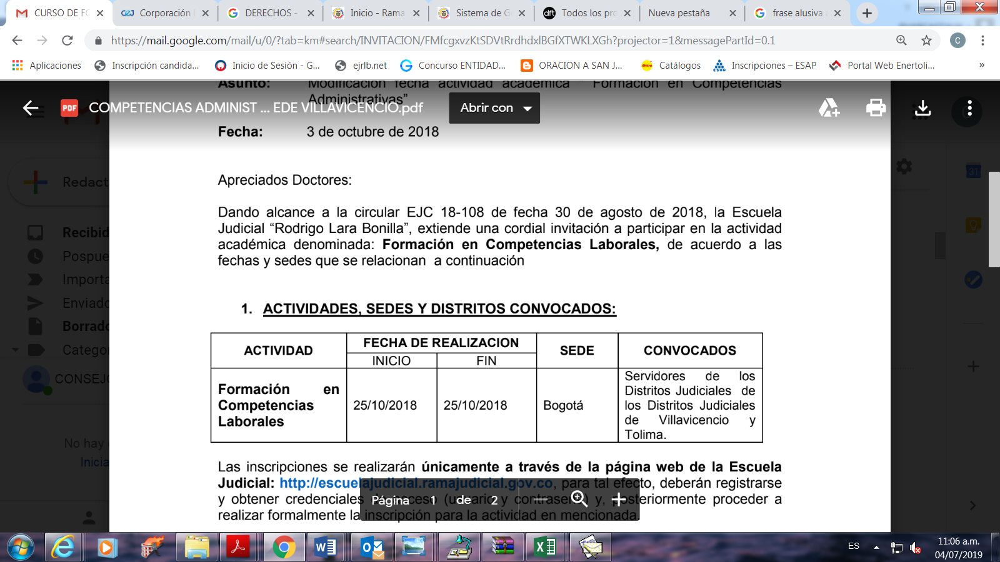 CURSO DE FO
Corporación
DERECHOS -
Inicio - Rama
Sistema de G
Todos los pro
Nueva pestaña
frase alusiva
https://mail.google.com/mail/u/0/?tab=km#search/INVITACION/FMfcgxvzKtSDVtRrdhdxlBGfXTWKLXGh?projector=1&messagePartId=0.1
C
Aplicaciones
Inscripción candida...
Inicio de Sesión - G...
ejrlb.net
Concurso ENTIDAD...
ORACION A SAN J...
Catálogos
Inscripciones – ESAP
Portal Web Enertoli...
»
Asunto: Modificación fecha actividad académica " Formación en Competencias
Administrativas"
PDF COMPETENCIAS ADMINIST ... EDE VILLAVICENCIO.pdf
Abrir con
Fecha: 3 de octubre de 2018
Redact
Recibid
Pospue
Importa
Enviado
Borrado
Categor
CONSEJO
No hay
Inicia
31
Apreciados Doctores:
Dando alcance a la circular EJC 18-108 de fecha 30 de agosto de 2018, la Escuela
Judicial “Rodrigo Lara Bonilla”, extiende una cordial invitación a participar en la actividad
académica denominada: Formación en Competencias Laborales, de acuerdo a las
fechas y sedes que se relacionan a continuación
1. ACTIVIDADES, SEDES Y DISTRITOS CONVOCADOS:
ACTIVIDAD
FECHA DE REALIZACION
INICIO
FIN
SEDE
CONVOCADOS
Formación en
Competencias
Laborales
25/10/2018
25/10/2018
Bogotá
Servidores de los
Distritos Judiciales de
los Distritos Judiciales
de Villavicencio y
Tolima.
Las inscripciones se realizarán únicamente a través de la página web de la Escuela
Judicial: http://escuelajudicial.ramajudicial.gov.co, para tal efecto, deberán registrarse
y obtener credenciales de acceso (usuario y contraseña) y, posteriormente proceder a
realizar formalmente la inscripción para la actividad en mencionada.
Página 1 de 2
ES
11:06 a.m.
04/07/2019